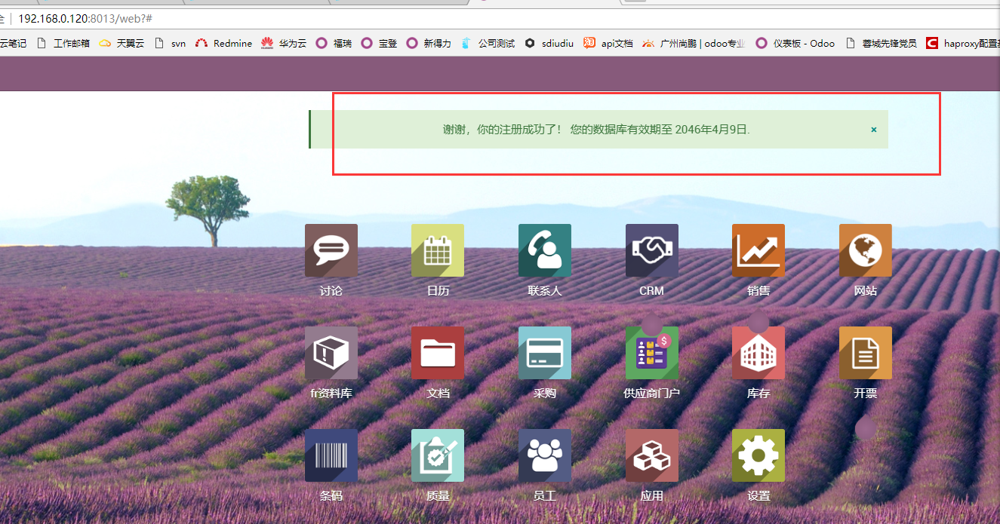 192.168.0.120:8013/web?#
云笔记 工作邮箱 天翼云 svn Redmine 华为云 福瑞 宝登 新得力 公司测试 sdiudiu api文档 广州尚鹏 | odoo专业 仪表板 - Odoo 蓉城先锋党员 haproxy配置
谢谢，你的注册成功了！ 您的数据库有效期至 2046年4月9日. ×
讨论 日历 联系人 CRM 销售 网站
fr资料库 文档 采购 供应商门户 库存 开票
条码 质量 员工 应用 设置